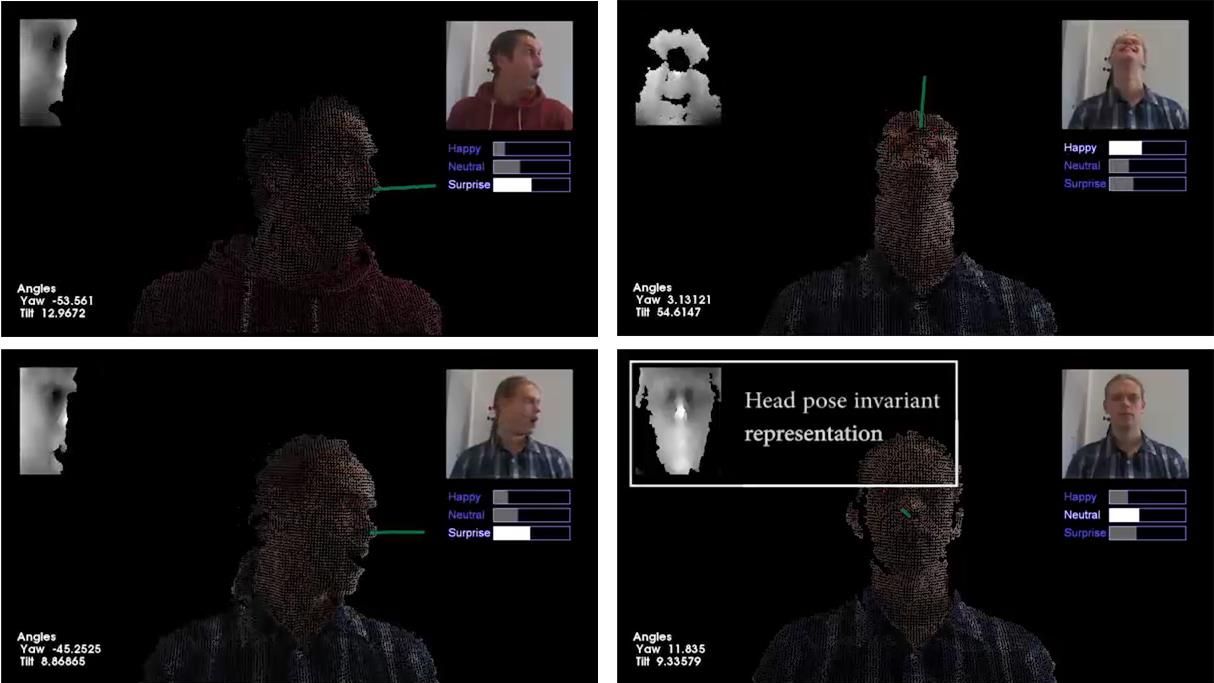 Happy
Neutral
Surprise
Angles
Yaw -53.561
Tilt 12.9672
Happy
Neutral
Surprise
Angles
Yaw 3.13121
Tilt 54.6147
Happy
Neutral
Surprise
Angles
Yaw -45.2525
Tilt 8.86865
Head pose invariant
representation
Happy
Neutral
Surprise
Angles
Yaw 11.835
Tilt 9.33579